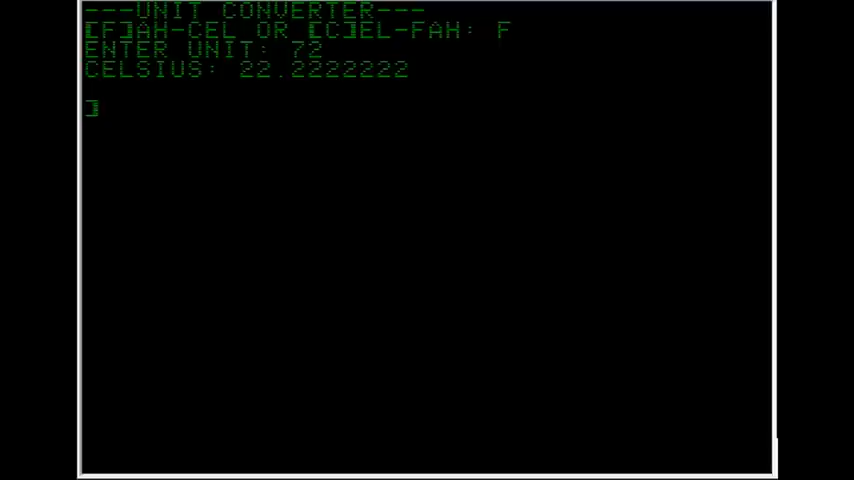 ---UNIT CONVERTER---
[F]AH-CEL OR [C]EL-FAH: F
ENTER UNIT: 72
CELSIUS: 22.2222222
]